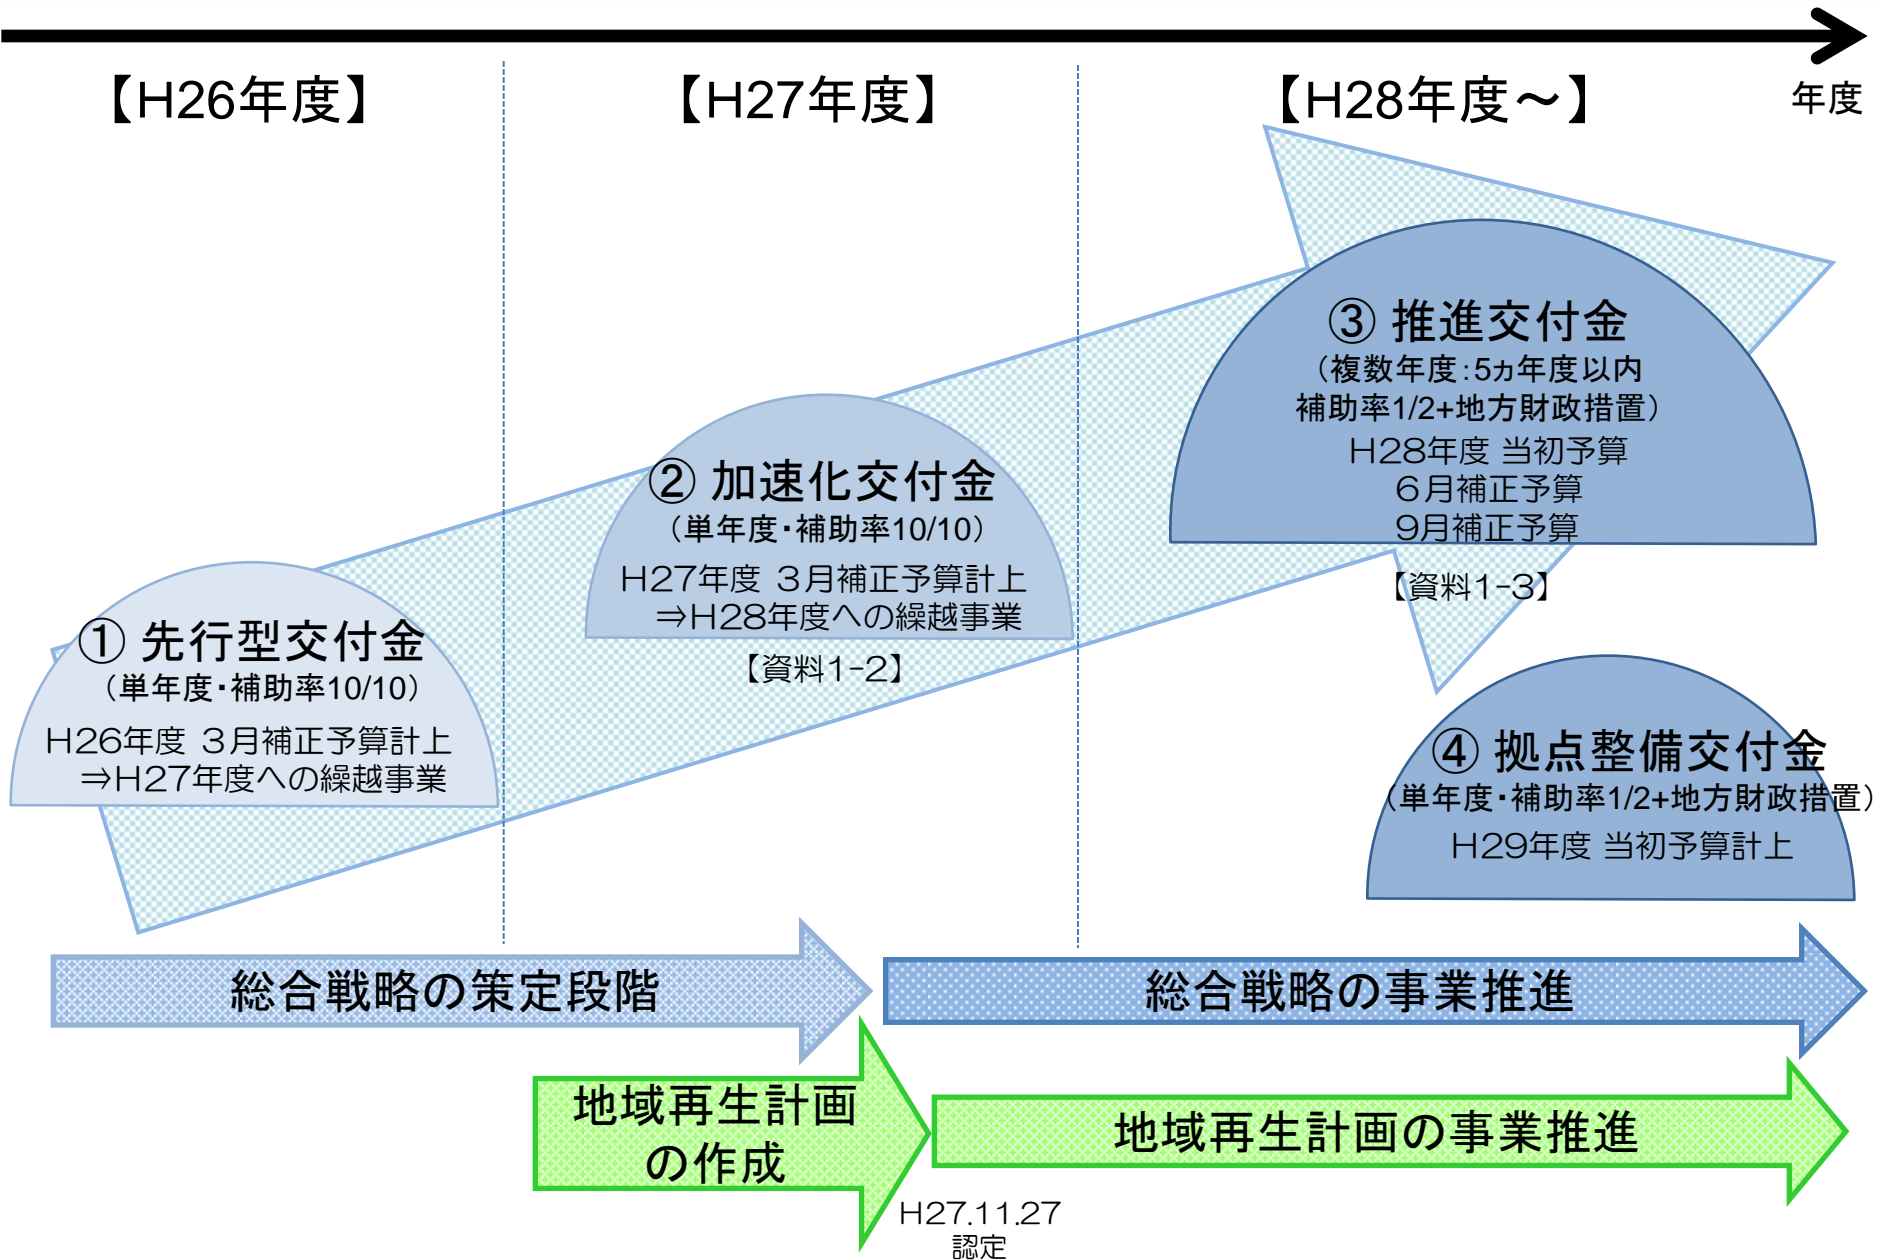 【H26年度】
【H27年度】
【H28年度～】
年度
① 先行型交付金
（単年度・補助率10/10）
H26年度 3月補正予算計上
⇒H27年度への繰越事業
② 加速化交付金
（単年度・補助率10/10）
H27年度 3月補正予算計上
⇒H28年度への繰越事業
【資料1-2】
③ 推進交付金
（複数年度：5ヵ年度以内
補助率1/2+地方財政措置）
H28年度 当初予算
6月補正予算
9月補正予算
【資料1-3】
④ 拠点整備交付金
（単年度・補助率1/2+地方財政措置）
H29年度 当初予算計上
総合戦略の策定段階
総合戦略の事業推進
地域再生計画
の作成
地域再生計画の事業推進
H27.11.27
認定